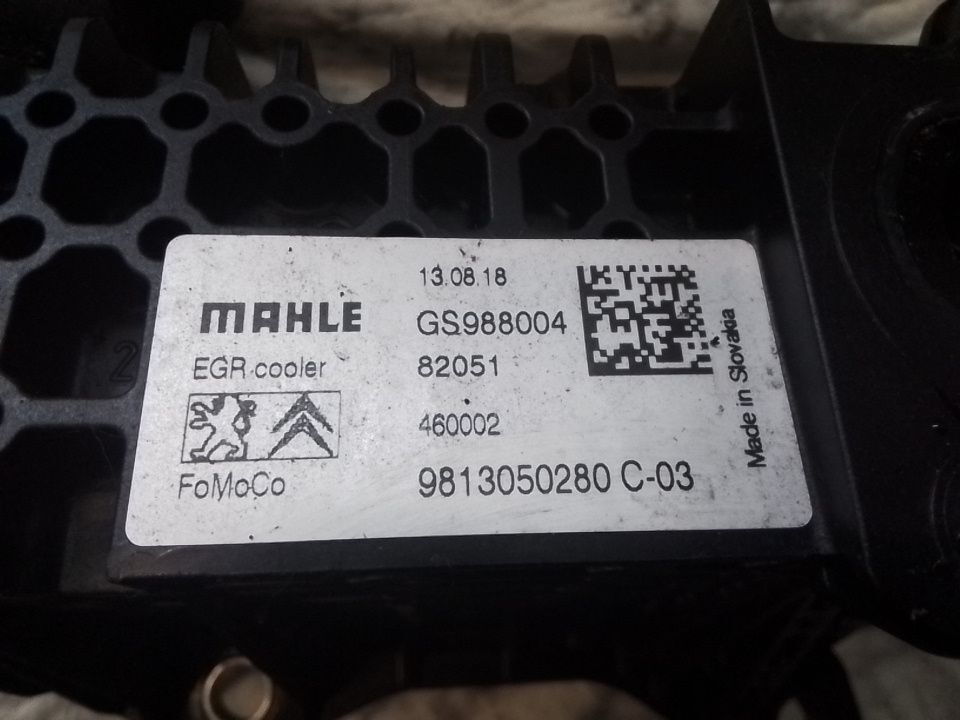 13.08.18
MAHLE
GS988004
EGR cooler
82051
460002
FoMoCo
9813050280 C-03
Made in Slovakia